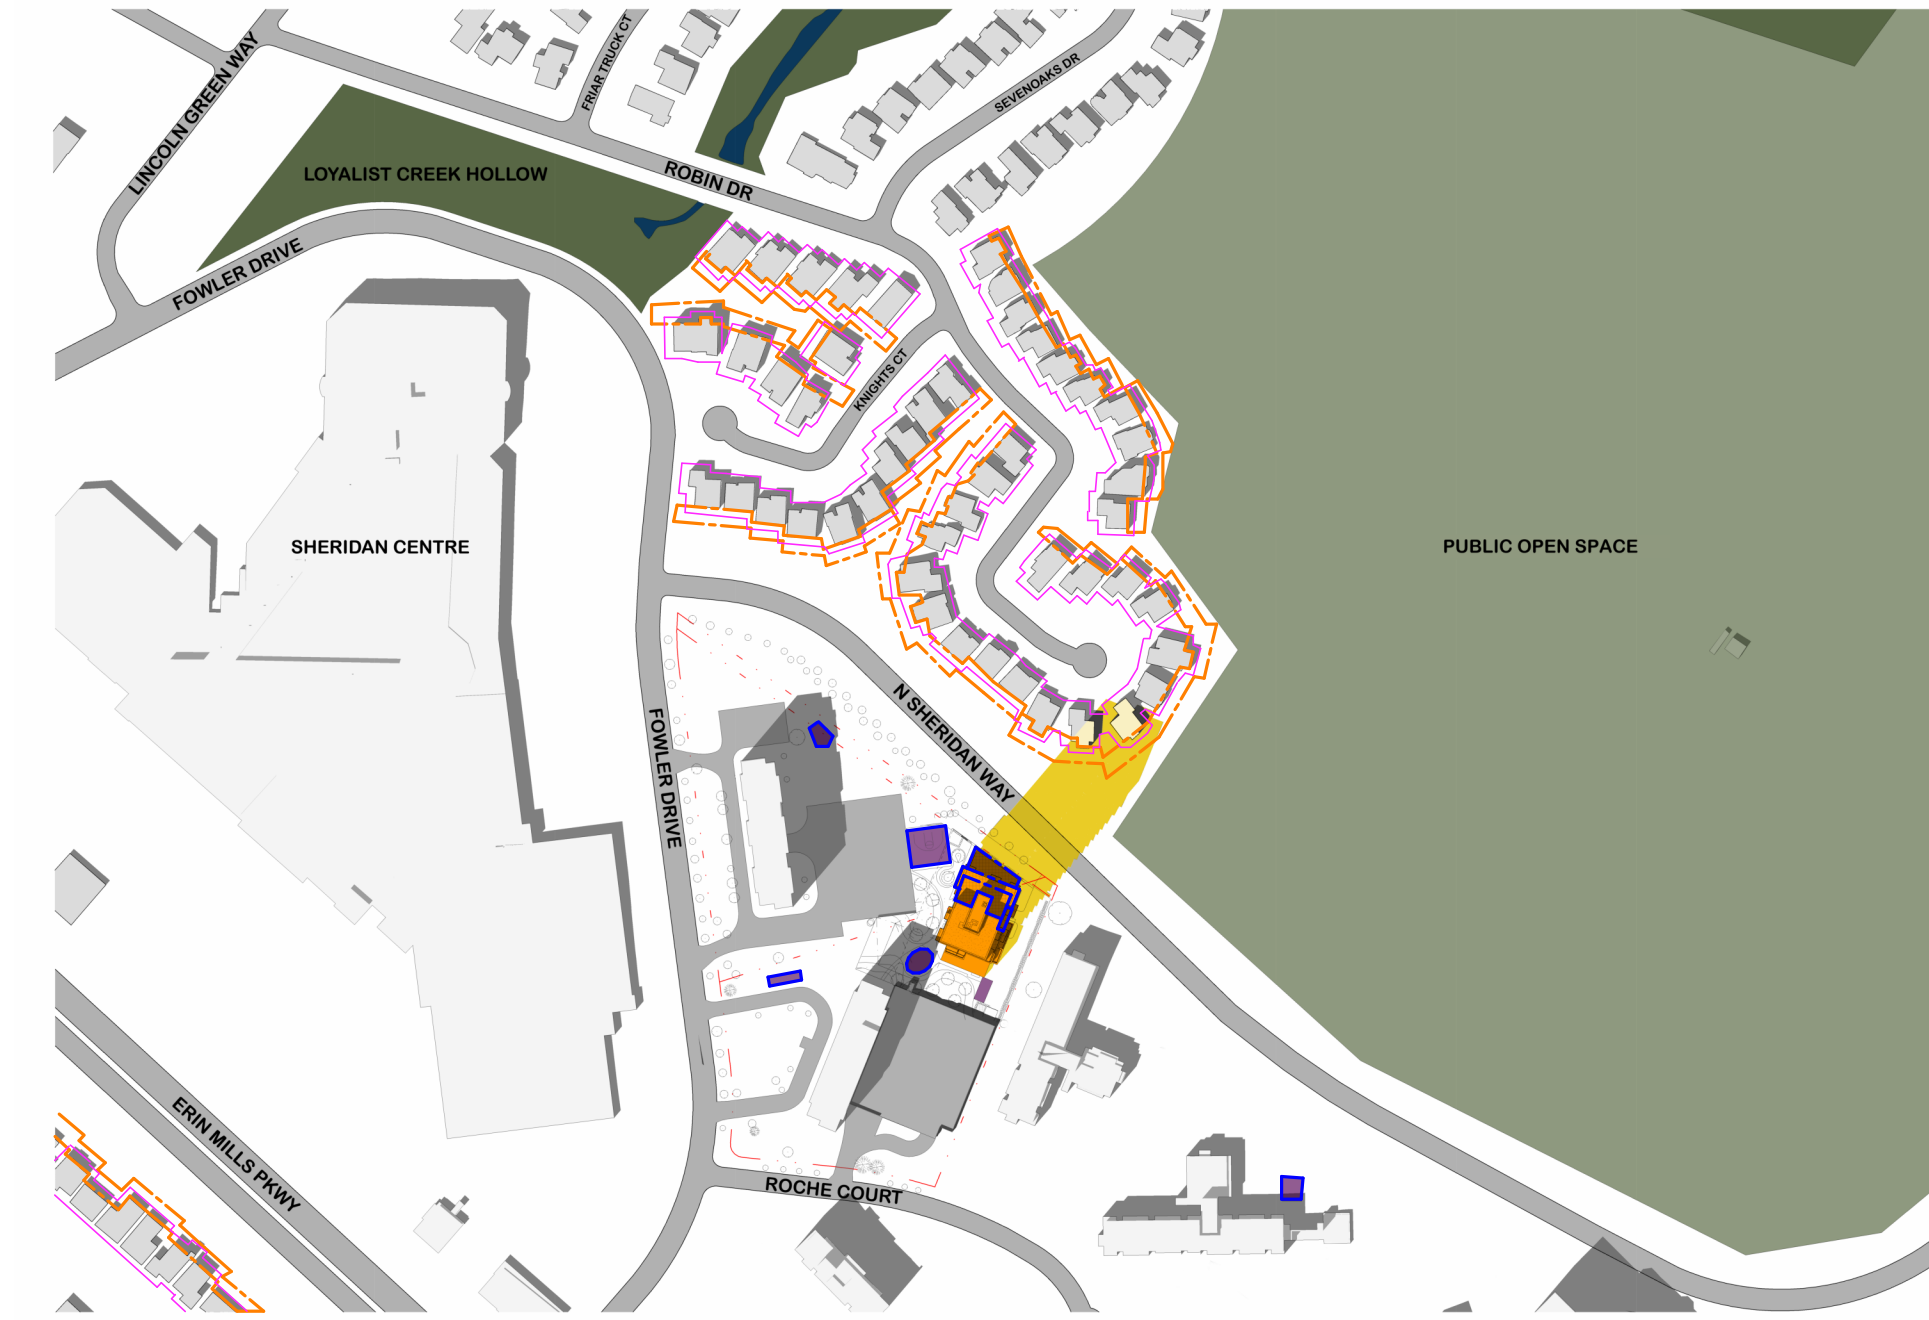 LINCOLN GREEN WAY
FRIAR TRUCK CT
SEVENOAKS DR
LOYALIST CREEK HOLLOW
ROBIN DR
FOWLER DRIVE
KNIGHTS CT
SHERIDAN CENTRE
PUBLIC OPEN SPACE
N SHERIDAN WAY
FOWLER DRIVE
ERIN MILLS PKWY
ROCHE COURT